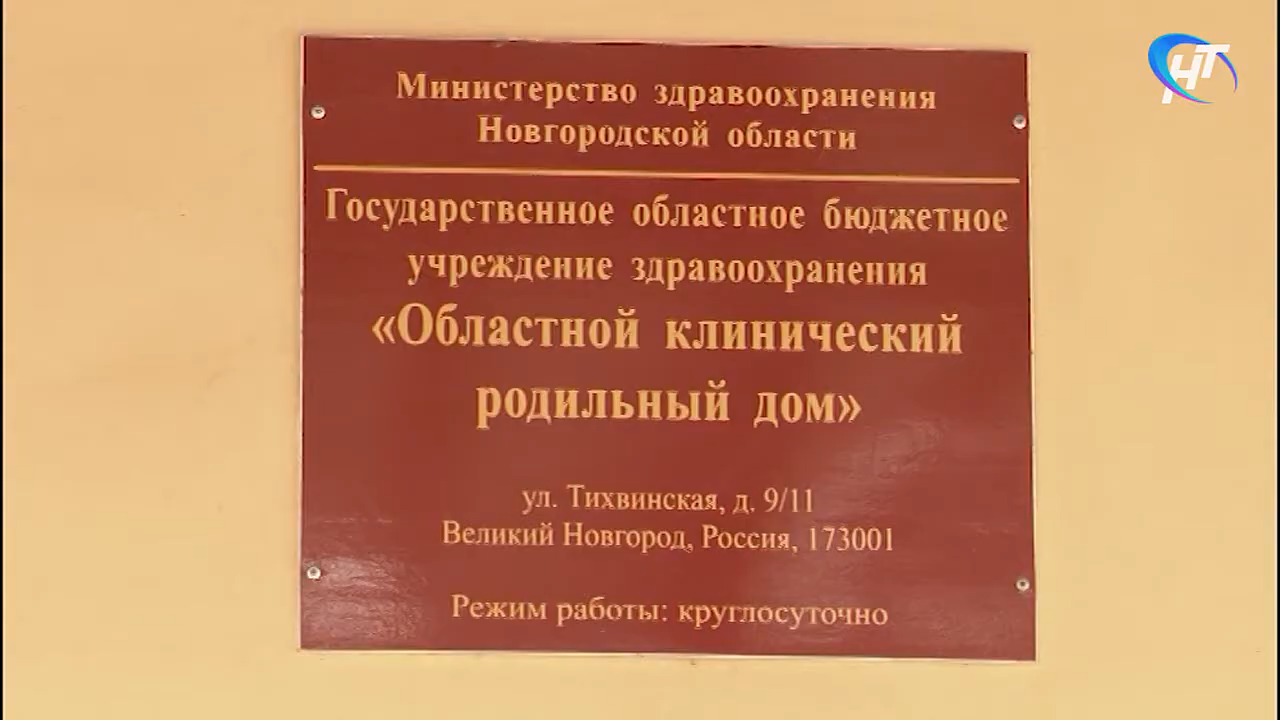 НТ
Министерство здравоохранения
Новгородской области
Государственное областное бюджетное
учреждение здравоохранения
«Областной клинический
родильный дом»
ул. Тихвинская, д. 9/11
Великий Новгород, Россия, 173001
Режим работы: круглосуточно